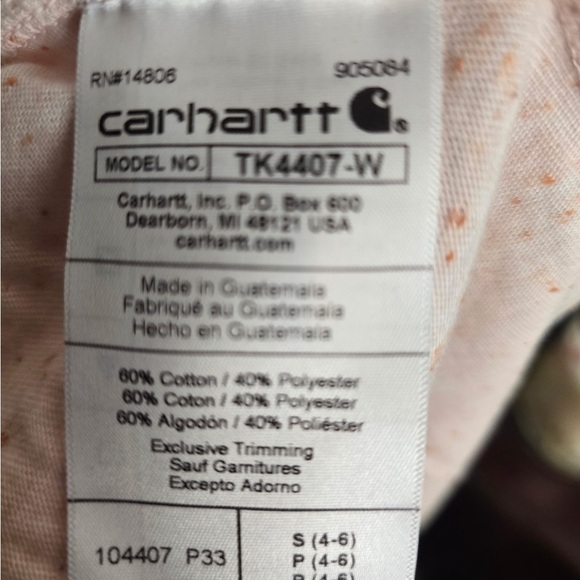 RN#14806 905084
carhartt
MODEL NO. TK4407-W
Carhartt, Inc. P.O. Box 600
Dearborn, MI 48121 USA
carhartt.com
Made in Guatemala
Fabriqué au Guatemala
Hecho en Guatemala
60% Cotton / 40% Polyester
60% Coton / 40% Polyester
60% Algodón / 40% Poliéster
Exclusive Trimming
Sauf Garnitures
Excepto Adorno
104407 P33
S (4-6)
P (4-6)